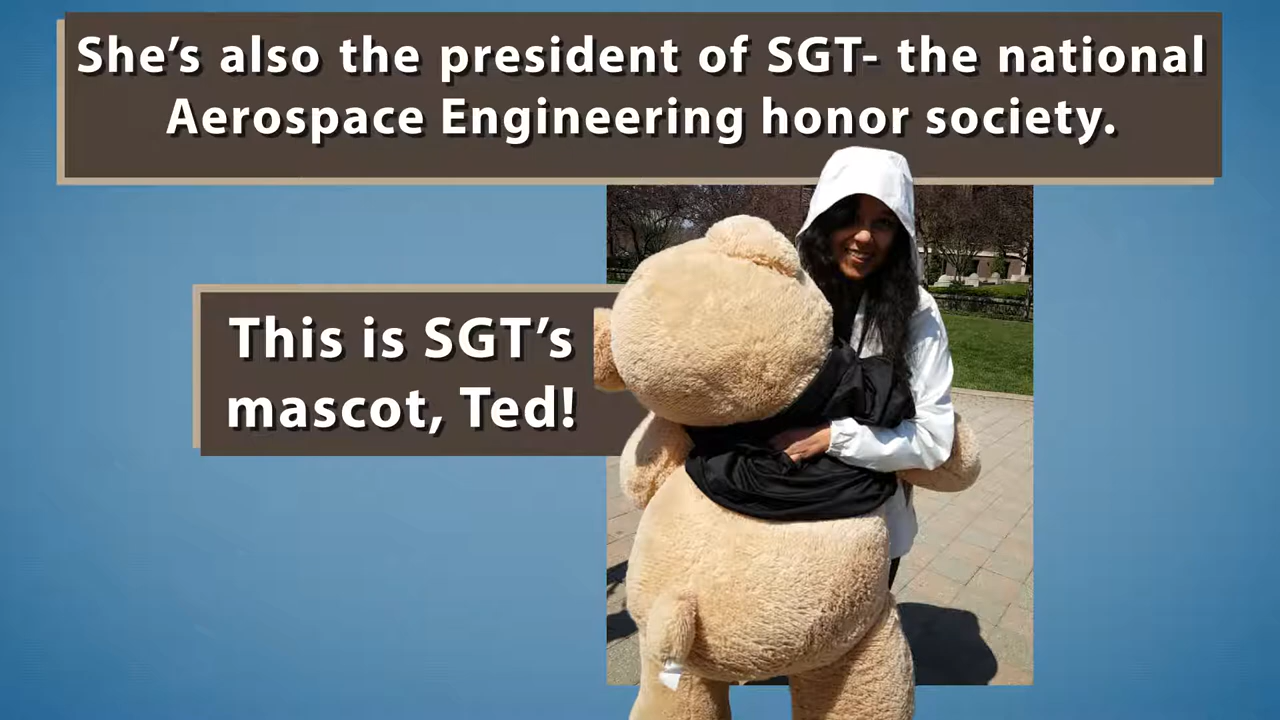 She’s also the president of SGT- the national
Aerospace Engineering honor society.
This is SGT’s
mascot, Ted!